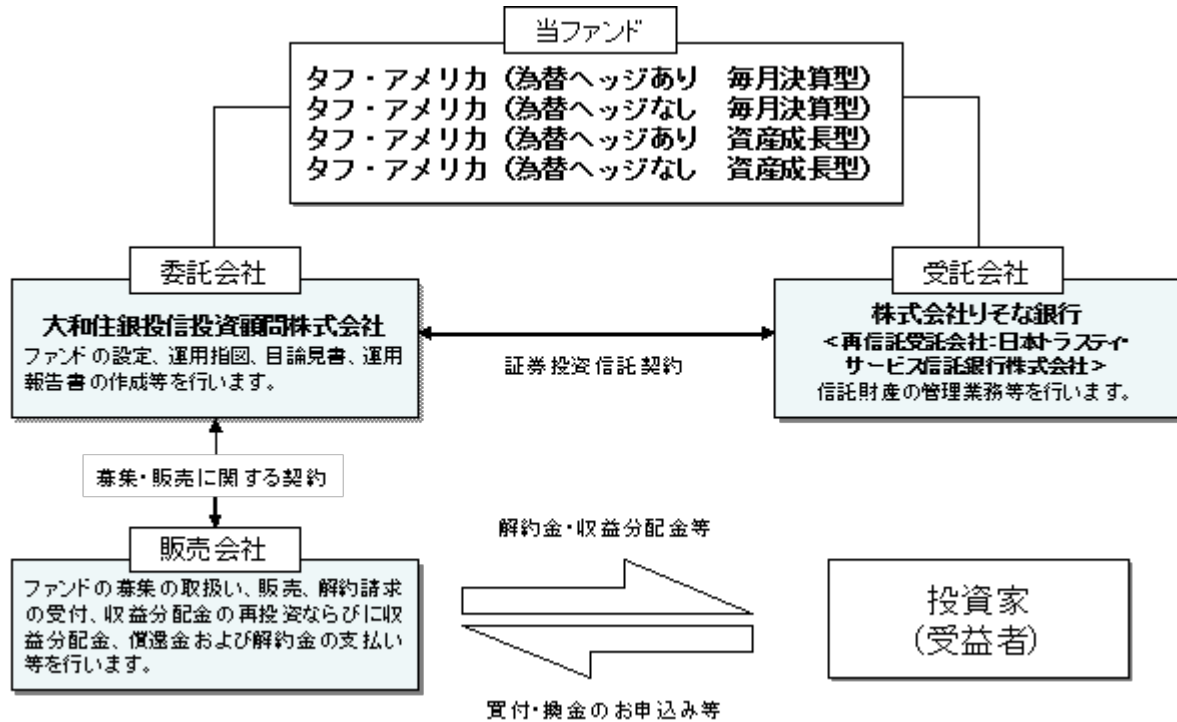 当ファンド
タフ・アメリカ（為替ヘッジあり　毎月決算型）
タフ・アメリカ（為替ヘッジなし　毎月決算型）
タフ・アメリカ（為替ヘッジあり　資産成長型）
タフ・アメリカ（為替ヘッジなし　資産成長型）
委託会社
大和住銀投信投資顧問株式会社
ファンドの設定、運用指図、目論見書、運用
報告書の作成等を行います。
証券投資信託契約
受託会社
株式会社りそな銀行
＜再信託受託会社：日本トラスティ・
サービス信託銀行株式会社＞
信託財産の管理業務等を行います。
募集・販売に関する契約
販売会社
ファンドの募集の取扱い、販売、解約請求
の受付、収益分配金の再投資ならびに収
益分配金、償還金および解約金の支払い
等を行います。
解約金・収益分配金等
買付・換金のお申込み等
投資家
（受益者）